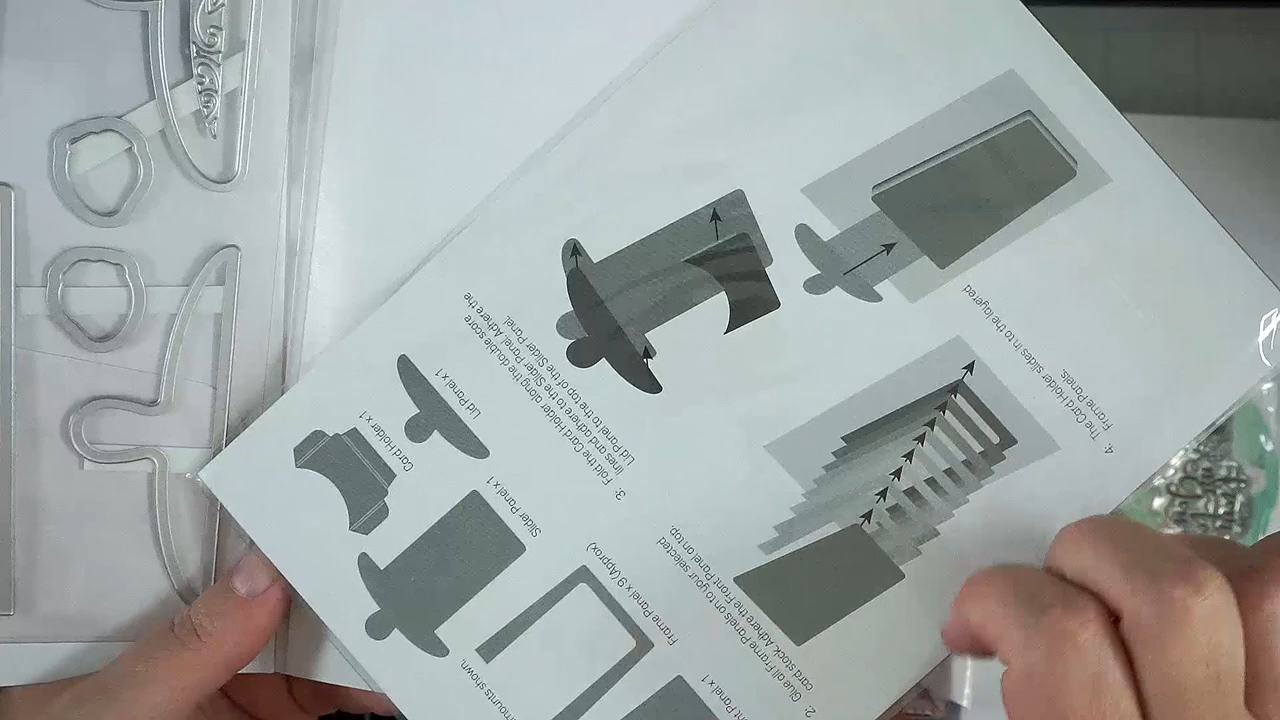 amounts shown.
Front Panel x 1
Frame Panel x 9 (Approx)
Slider Panel x 1
Card Holder x 1
Lid Panel x 1
2: Glue all Frame Panels on to your selected
card stock. Adhere the Front Panel on top.
3: Fold the Card Holder along the double score
lines and adhere to the Slider Panel. Adhere the
Lid Panel to the top of the Slider Panel.
4. The Card Holder slides in to the layered
Frame Panels.